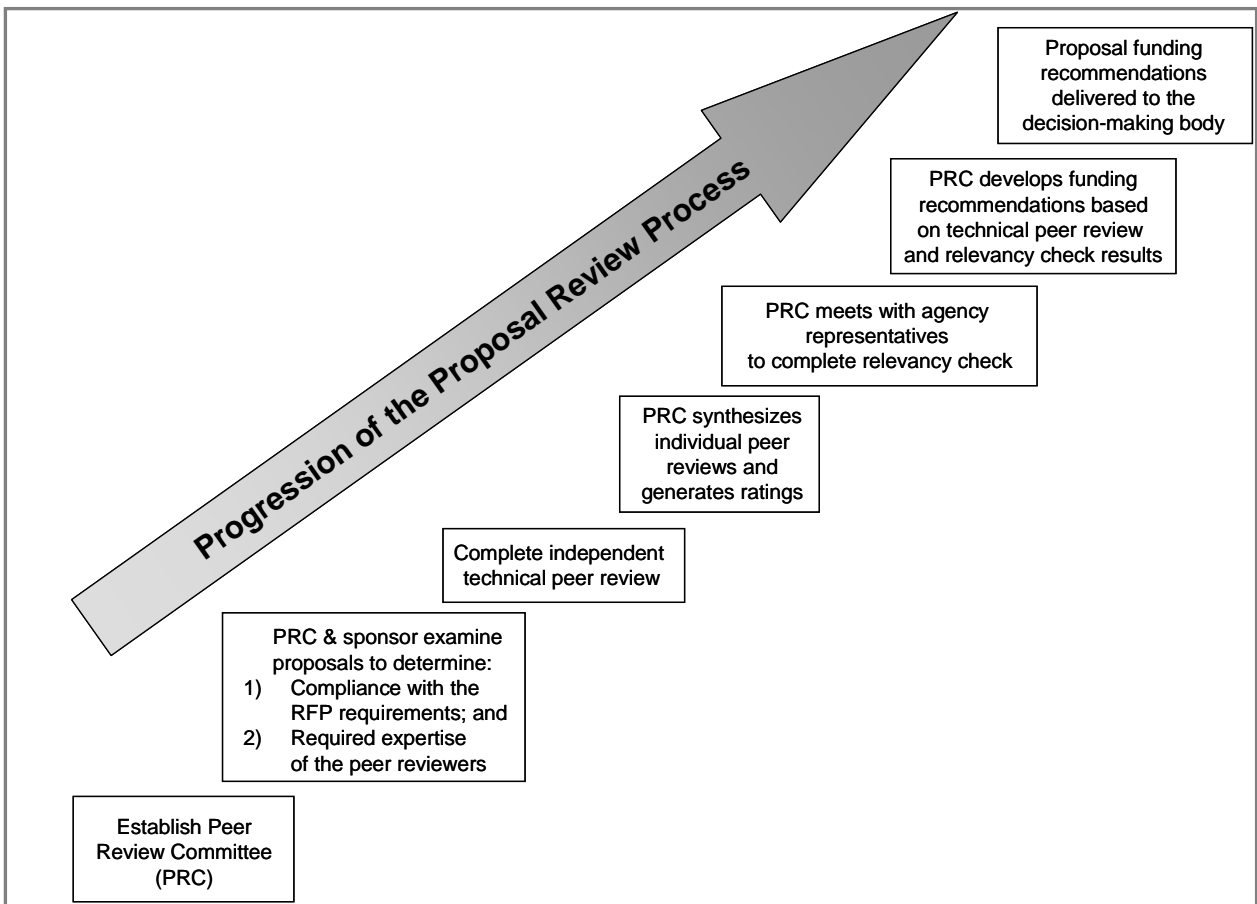 Proposal funding
recommendations
delivered to the
decision-making body
PRC develops funding
recommendations based
on technical peer review
and relevancy check results
PRC meets with agency
representatives
to complete relevancy check
PRC synthesizes
individual peer
reviews and
generates ratings
Complete independent
technical peer review
PRC & sponsor examine
proposals to determine:
1) Compliance with the
RFP requirements; and
2) Required expertise
of the peer reviewers
Establish Peer
Review Committee
(PRC)
Progression of the Proposal Review Process